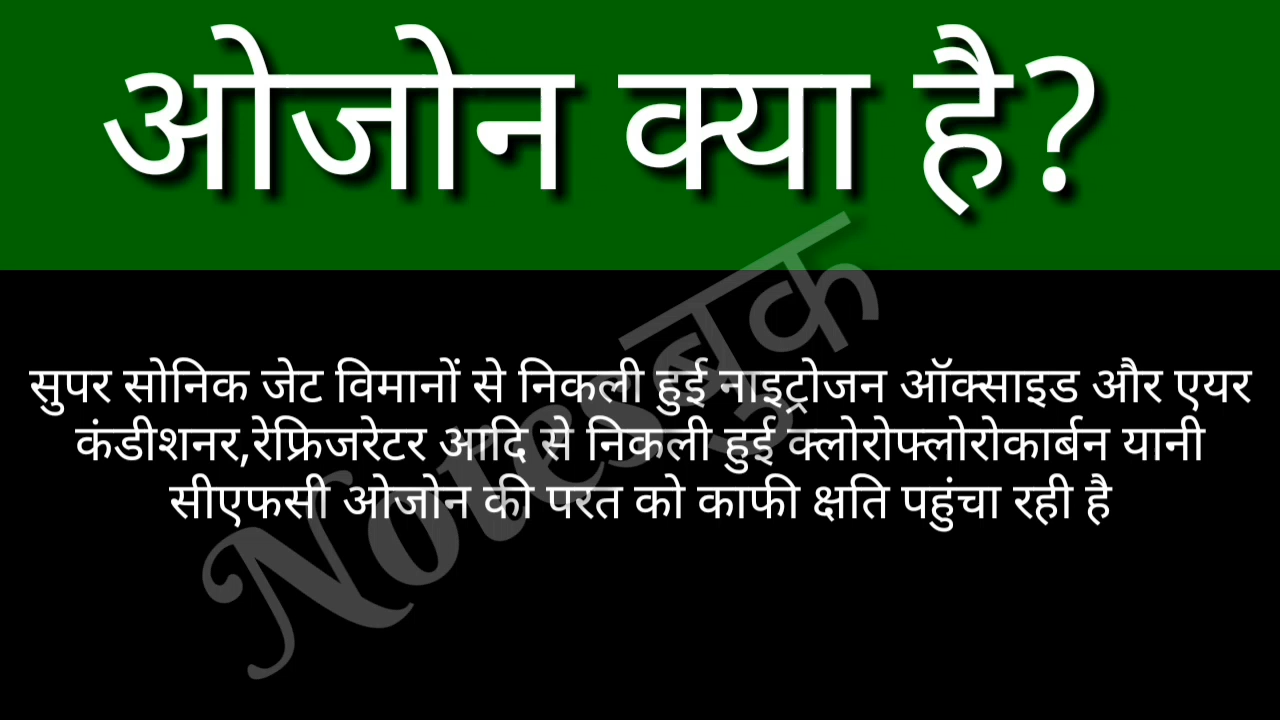 ओजोन क्या है?
सुपर सोनिक जेट विमानों से निकली हुई नाइट्रोजन ऑक्साइड और एयर
कंडीशनर,रेफ्रिजरेटर आदि से निकली हुई क्लोरोफ्लोरोकार्बन यानी
सीएफसी ओजोन की परत को काफी क्षति पहुंचा रही है
Notesबुक